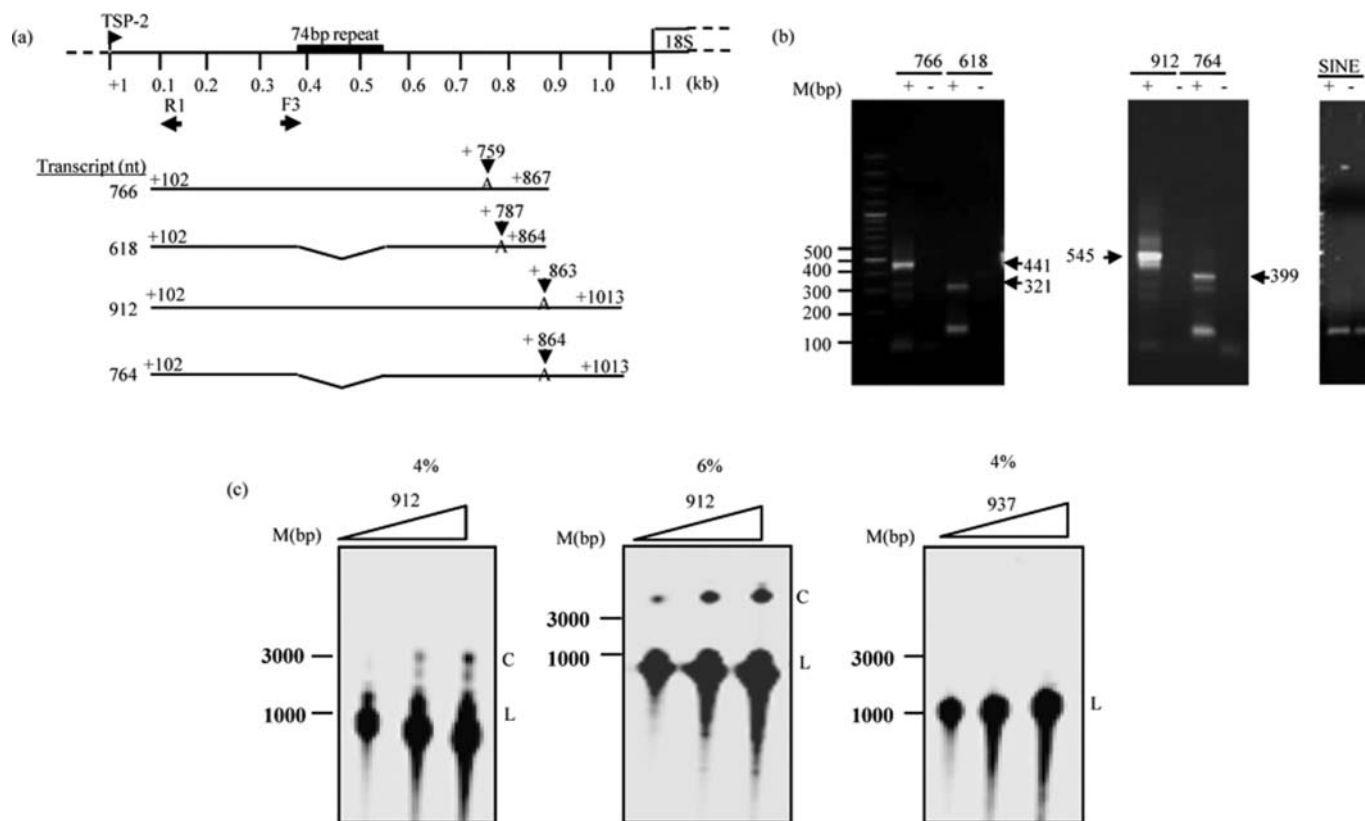 (a)
TSP-2
74bp repeat
18S
+1 0.1 0.2 0.3 0.4 0.5 0.6 0.7 0.8 0.9 1.0 1.1 (kb)
R1 F3
Transcript (nt)
+ 759
766 +102 A +867
+ 787
618 +102 A +864
+ 863
912 +102 A +1013
+ 864
764 +102 A +1013
(b)
766 618
M(bp) + - + -
500
400
300
200
100
441
321
912 764
+ - + -
545
399
SINE
+ -
(c)
4%
912
M(bp)
3000 C
1000 L
6%
912
M(bp)
3000 C
1000 L
4%
937
M(bp)
3000
1000 L